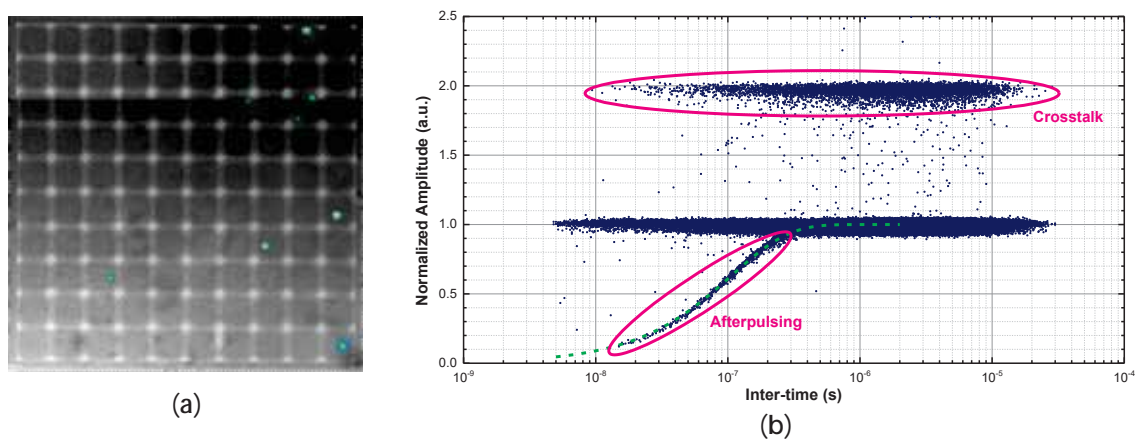 (a)
Normalized Amplitude (a.u.)
2.5
2.0
1.5
1.0
0.5
0.0
Crosstalk
Afterpulsing
10⁻⁹
10⁻⁸
10⁻⁷
10⁻⁶
10⁻⁵
10⁻⁴
Inter-time (s)
(b)